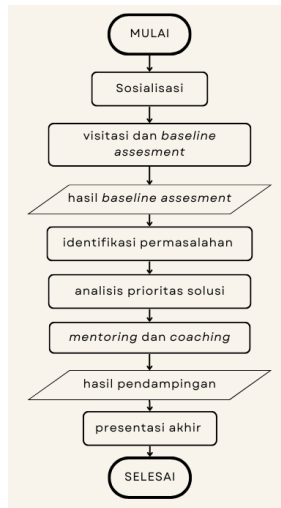 MULAI
Sosialisasi
visitasi dan baseline
assesment
hasil baseline assesment
identifikasi permasalahan
analisis prioritas solusi
mentoring dan coaching
hasil pendampingan
presentasi akhir
SELESAI